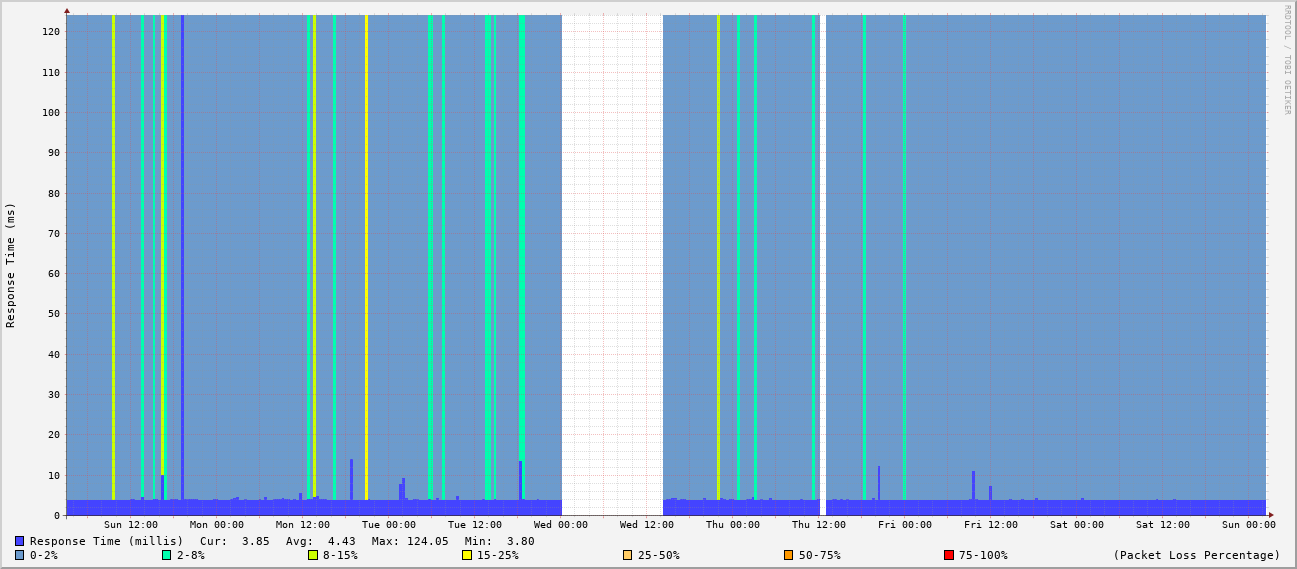 RRDTOOL / TOBI OETIKER
Response Time (ms)
120
110
100
90
80
70
60
50
40
30
20
10
0
Sun 12:00 Mon 00:00 Mon 12:00 Tue 00:00 Tue 12:00 Wed 00:00 Wed 12:00 Thu 00:00 Thu 12:00 Fri 00:00 Fri 12:00 Sat 00:00 Sat 12:00 Sun 00:00
Response Time (millis) Cur: 3.85 Avg: 4.43 Max: 124.05 Min: 3.80
0-2% 2-8% 8-15% 15-25% 25-50% 50-75% 75-100% (Packet Loss Percentage)